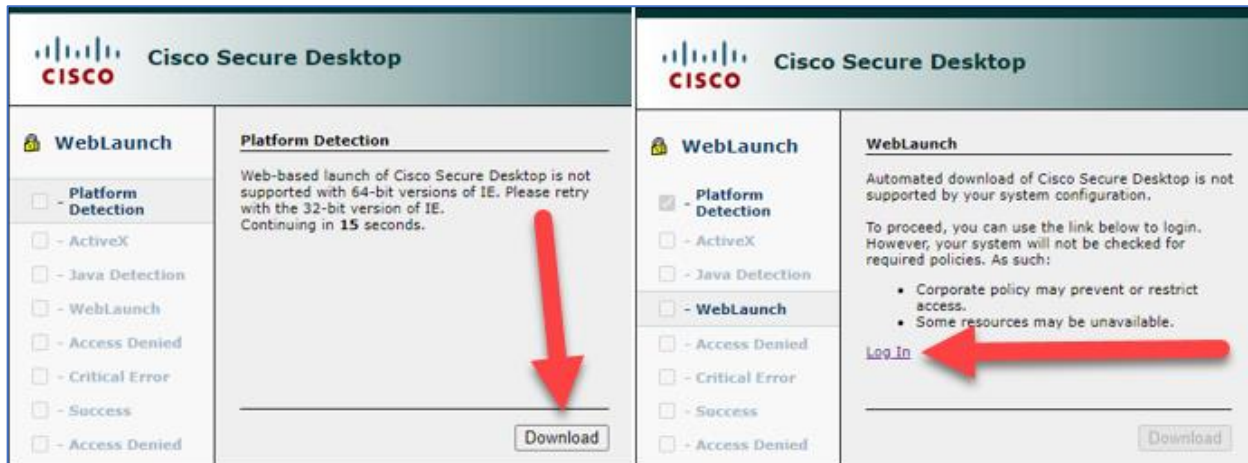 CISCO
Cisco Secure Desktop
WebLaunch
- Platform
Detection
- ActiveX
- Java Detection
- WebLaunch
- Access Denied
- Critical Error
- Success
- Access Denied
Platform Detection
Web-based launch of Cisco Secure Desktop is not
supported with 64-bit versions of IE. Please retry
with the 32-bit version of IE.
Continuing in 15 seconds.
Download
CISCO
Cisco Secure Desktop
WebLaunch
- Platform
Detection
- ActiveX
- Java Detection
- WebLaunch
- Access Denied
- Critical Error
- Success
- Access Denied
WebLaunch
Automated download of Cisco Secure Desktop is not
supported by your system configuration.
To proceed, you can use the link below to login.
However, your system will not be checked for
required policies. As such:
• Corporate policy may prevent or restrict
access.
• Some resources may be unavailable.
Log In
Download